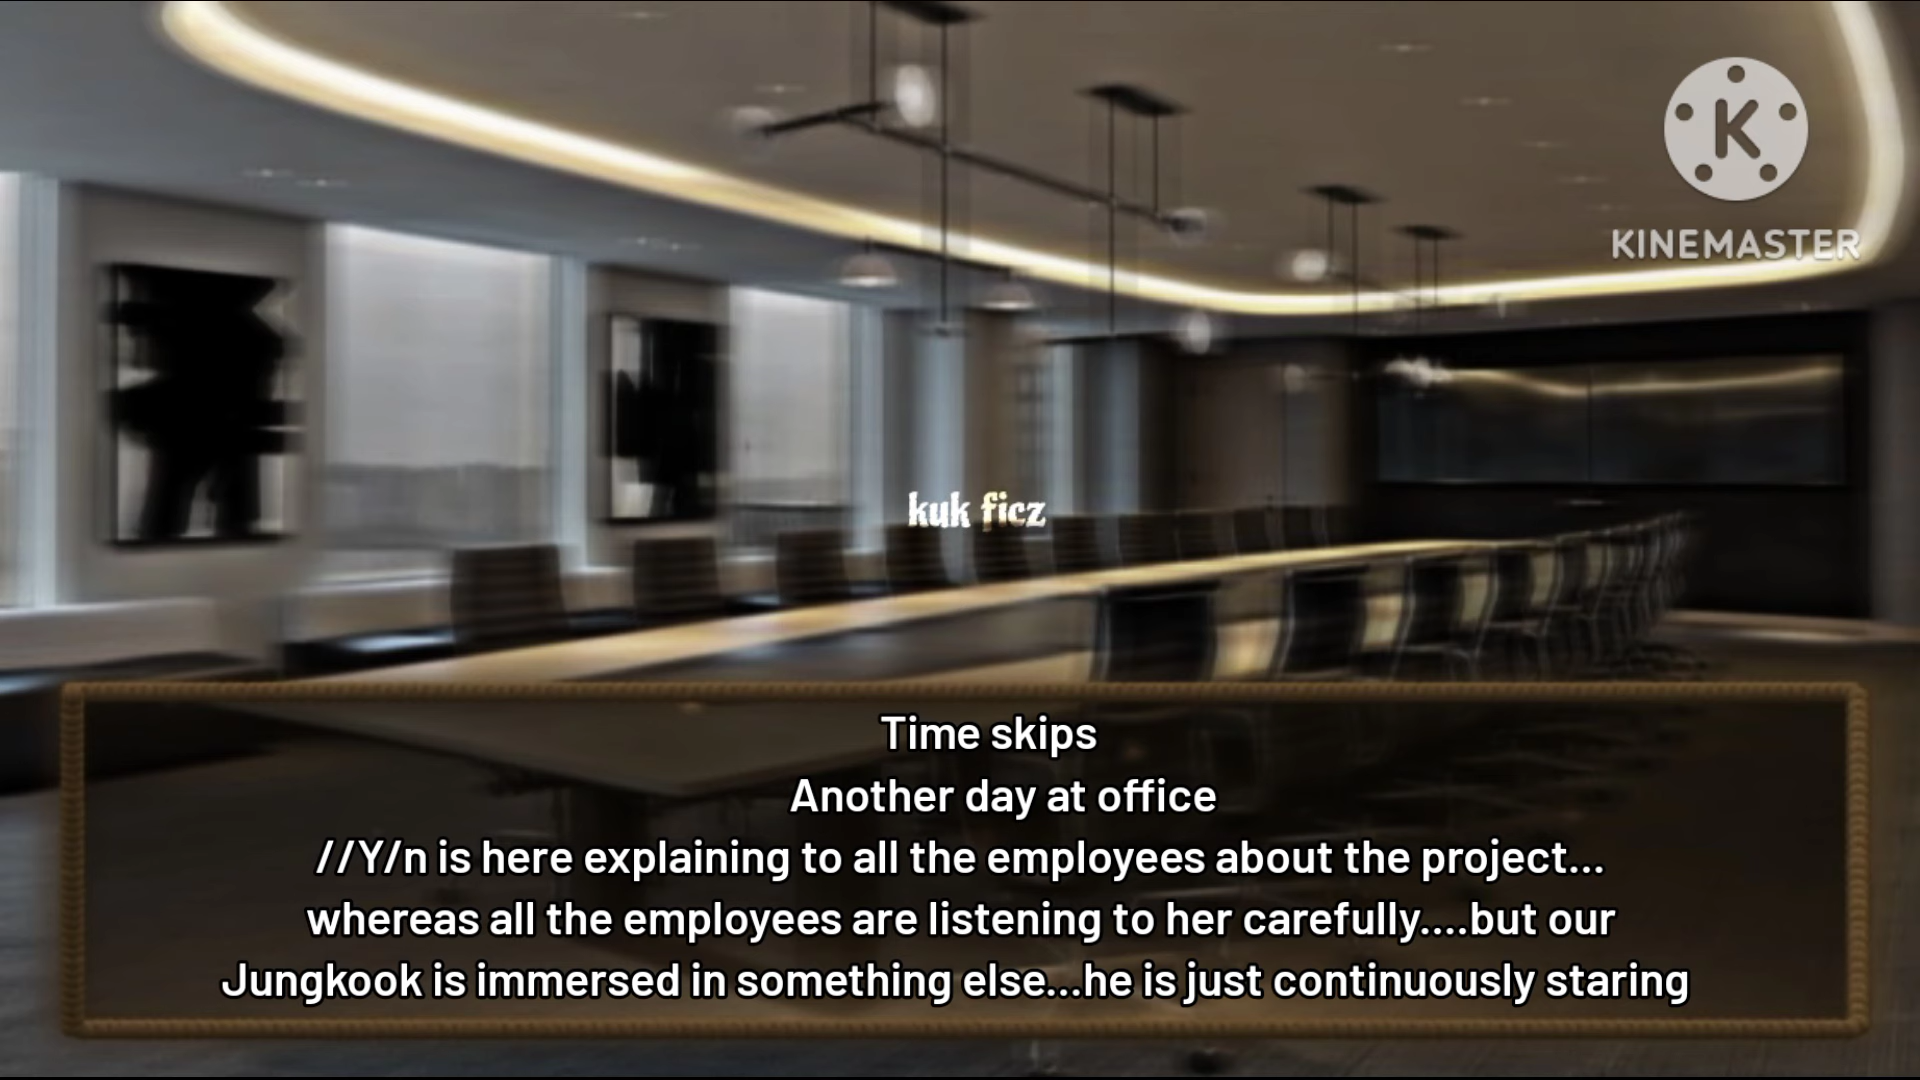 KINEMASTER
kuk ficz
Time skips
Another day at office
//Y/n is here explaining to all the employees about the project...
whereas all the employees are listening to her carefully....but our
Jungkook is immersed in something else...he is just continuously staring